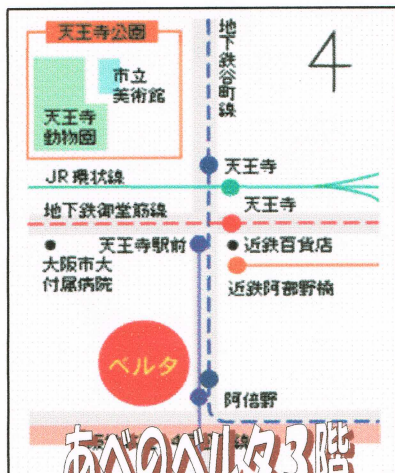 天王寺公園
市立
美術館
天王寺
動物園
地下鉄谷町線
4
天王寺
JR環状線
地下鉄御堂筋線
天王寺
天王寺駅前
近鉄百貨店
大阪市大
付属病院
近鉄阿部野橋
ベルタ
阿倍野
あべのベルタ3階